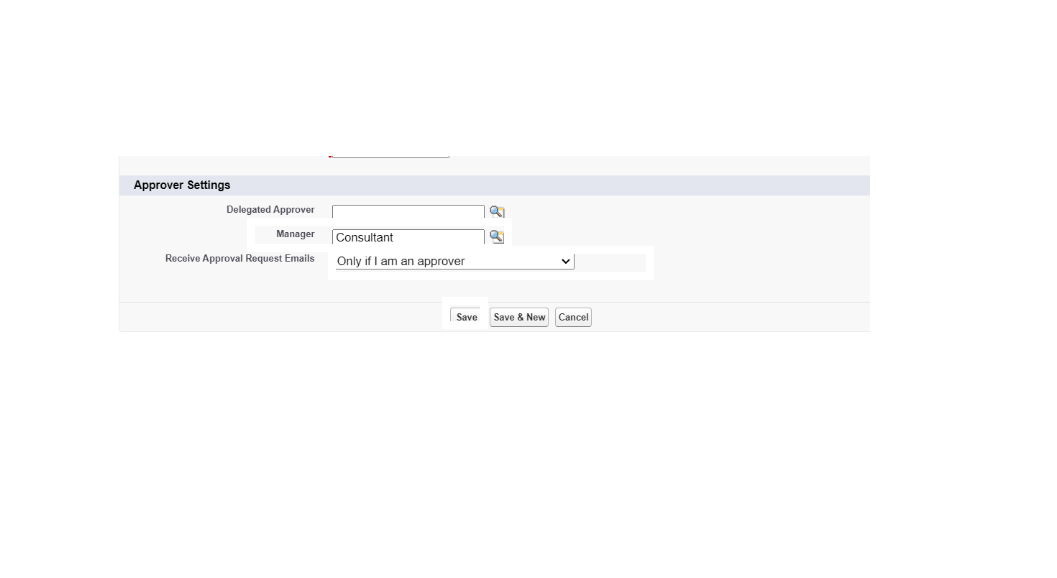 Approver Settings
Delegated Approver
Manager Consultant
Receive Approval Request Emails Only if I am an approver
Save Save & New Cancel